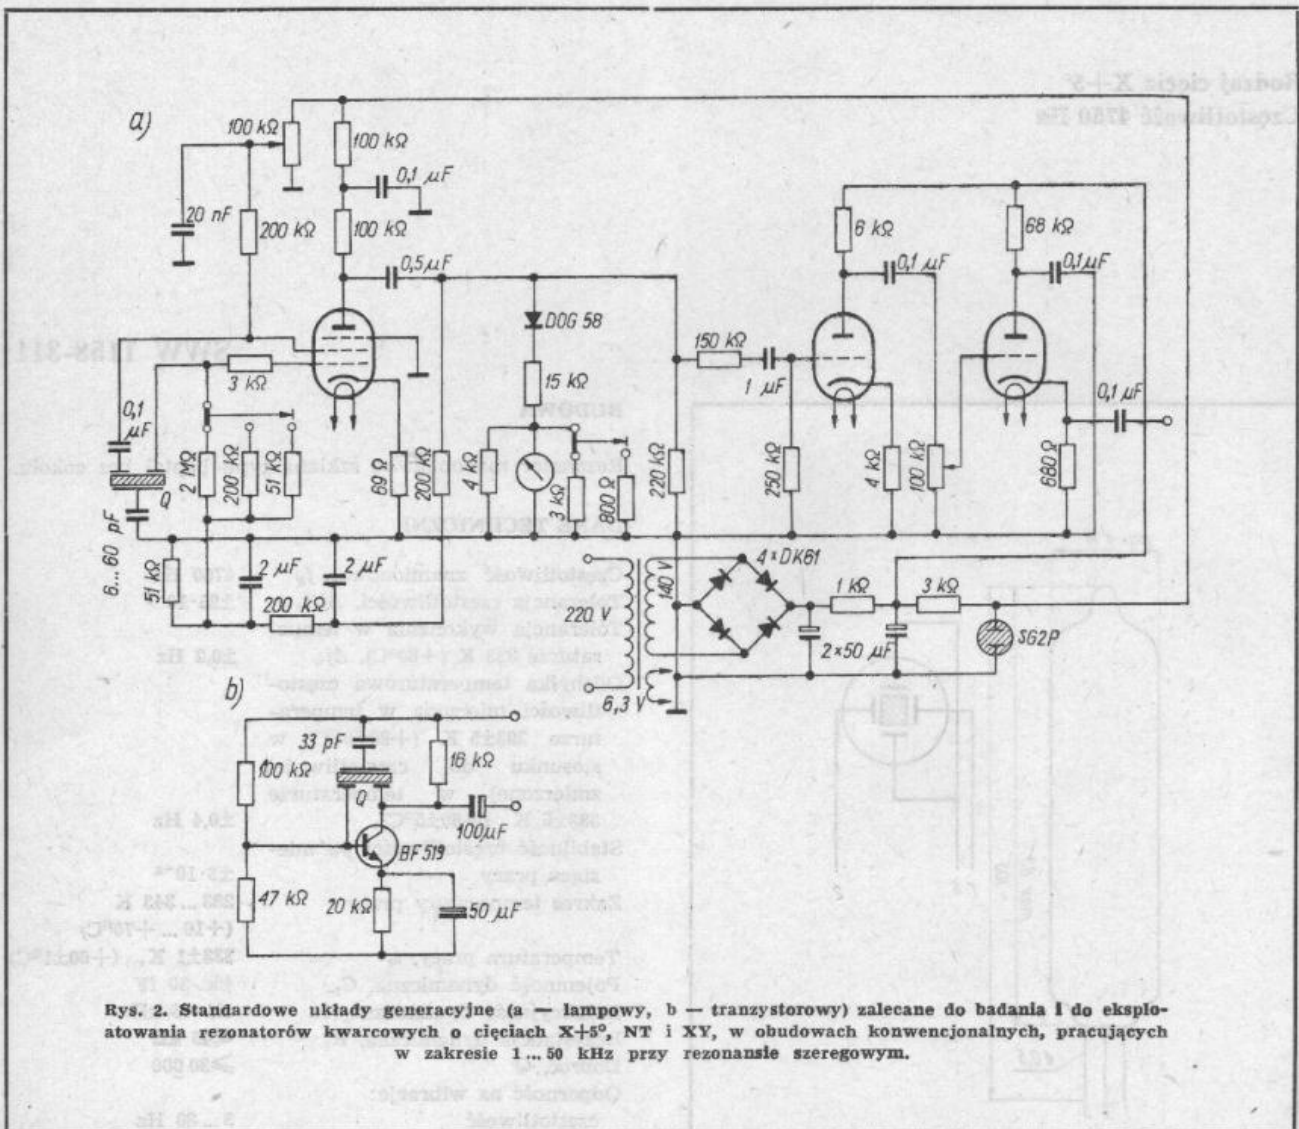 a)
100 kΩ
100 kΩ
0,1 μF
20 nF
200 kΩ
100 kΩ
0,5 μF
6 kΩ
0,1 μF
68 kΩ
0,1 μF
DOG 58
15 kΩ
150 kΩ
1 μF
3 kΩ
0,1 μF
0,1 μF
2 MΩ
200 kΩ
51 kΩ
69 Ω
200 kΩ
4 kΩ
3 kΩ
800 Ω
220 kΩ
250 kΩ
4 kΩ
100 kΩ
680 Ω
Q
6...60 pF
51 kΩ
2 μF
2 μF
200 kΩ
220 V
140 V
4×DK61
1 kΩ
3 kΩ
2×50 μF
SG2P
6,3 V
b)
33 pF
100 kΩ
16 kΩ
Q
100μF
BF519
47 kΩ
20 kΩ
50 μF
Rys. 2. Standardowe układy generacyjne (a — lampowy, b — tranzystorowy) zalecane do badania i do eksplo-
atowania rezonatorów kwarcowych o cięciach X+5°, NT i XY, w obudowach konwencjonalnych, pracujących
w zakresie 1 ... 50 kHz przy rezonansie szeregowym.